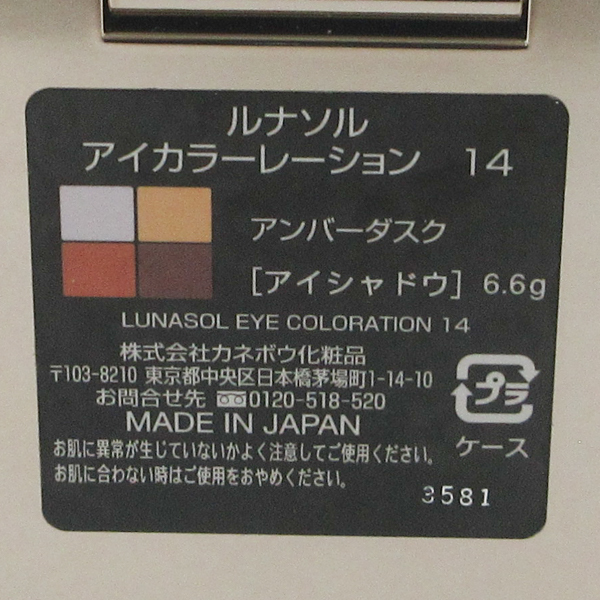 ルナソル
アイカラーレーション 14
アンバーダスク
[アイシャドウ] 6.6g
LUNASOL EYE COLORATION 14
株式会社カネボウ化粧品
〒103-8210 東京都中央区日本橋茅場町1-14-10
お問合せ先 0120-518-520
MADE IN JAPAN
お肌に異常が生じていないかよく注意してご使用ください。
お肌に合わない時はご使用をおやめください。
プラ
ケース
3581